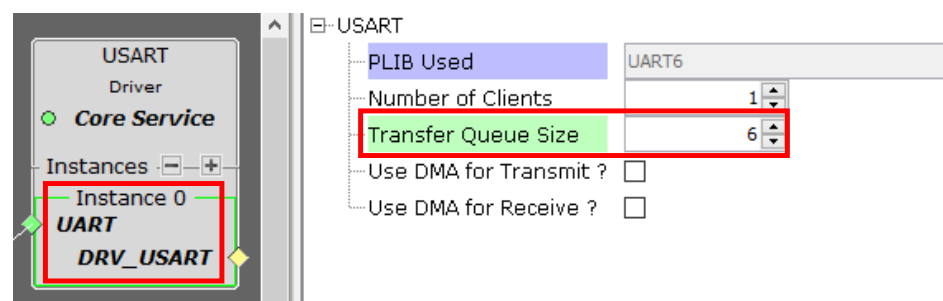 USART
Driver
Core Service
Instances
Instance 0
UART
DRV_USART
USART
PLIB Used UART6
Number of Clients 1
Transfer Queue Size 6
Use DMA for Transmit ?
Use DMA for Receive ?